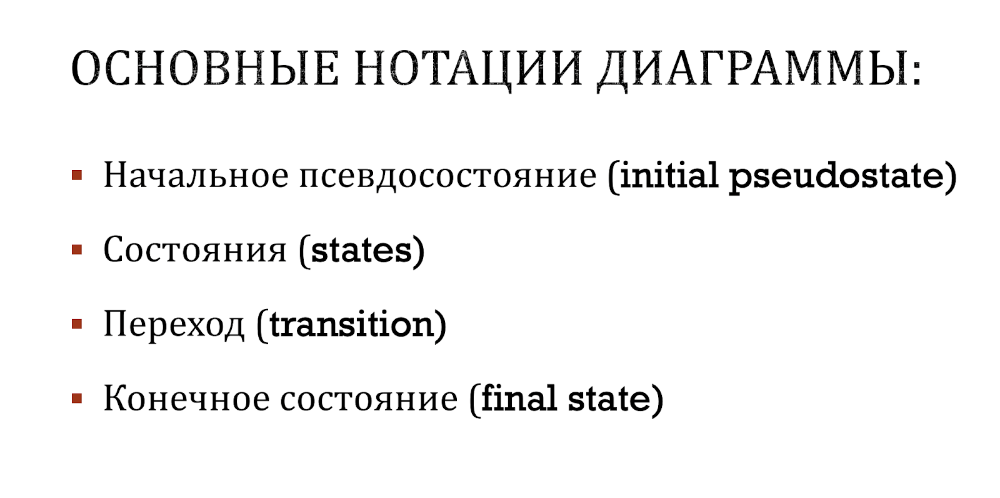 ОСНОВНЫЕ НОТАЦИИ ДИАГРАММЫ:
▪ Начальное псевдосостояние (initial pseudostate)
▪ Состояния (states)
▪ Переход (transition)
▪ Конечное состояние (final state)